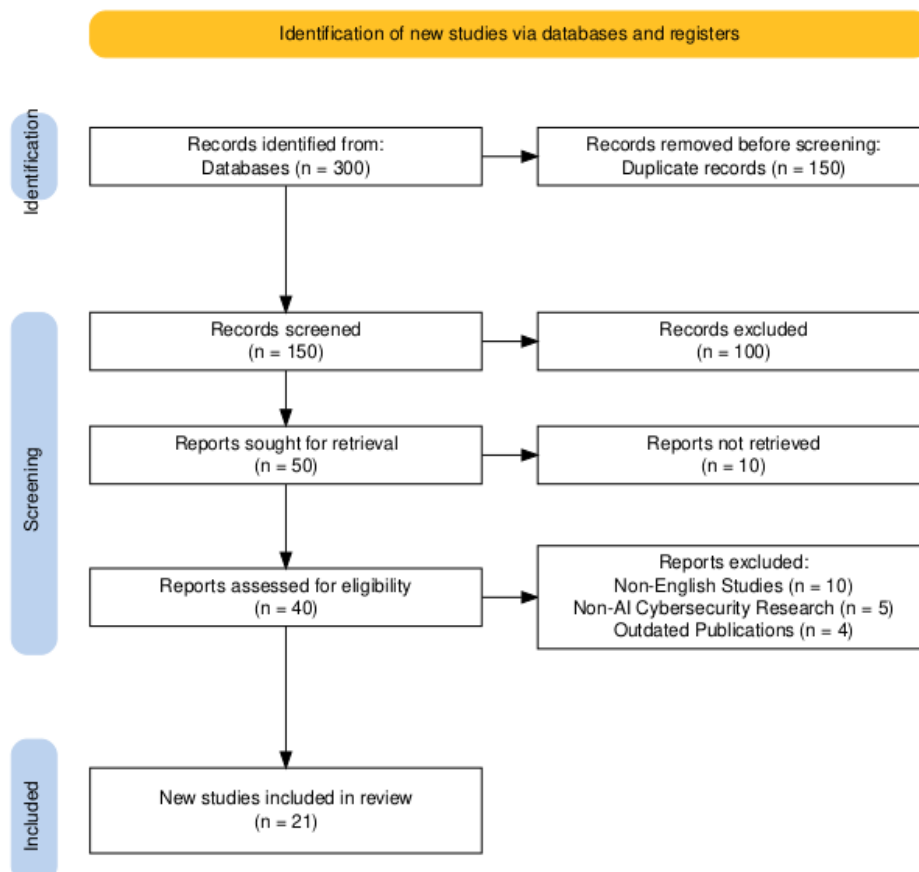 Identification of new studies via databases and registers
Identification
Records identified from:
Databases (n = 300)
Records removed before screening:
Duplicate records (n = 150)
Screening
Records screened
(n = 150)
Records excluded
(n = 100)
Reports sought for retrieval
(n = 50)
Reports not retrieved
(n = 10)
Reports assessed for eligibility
(n = 40)
Reports excluded:
Non-English Studies (n = 10)
Non-AI Cybersecurity Research (n = 5)
Outdated Publications (n = 4)
Included
New studies included in review
(n = 21)